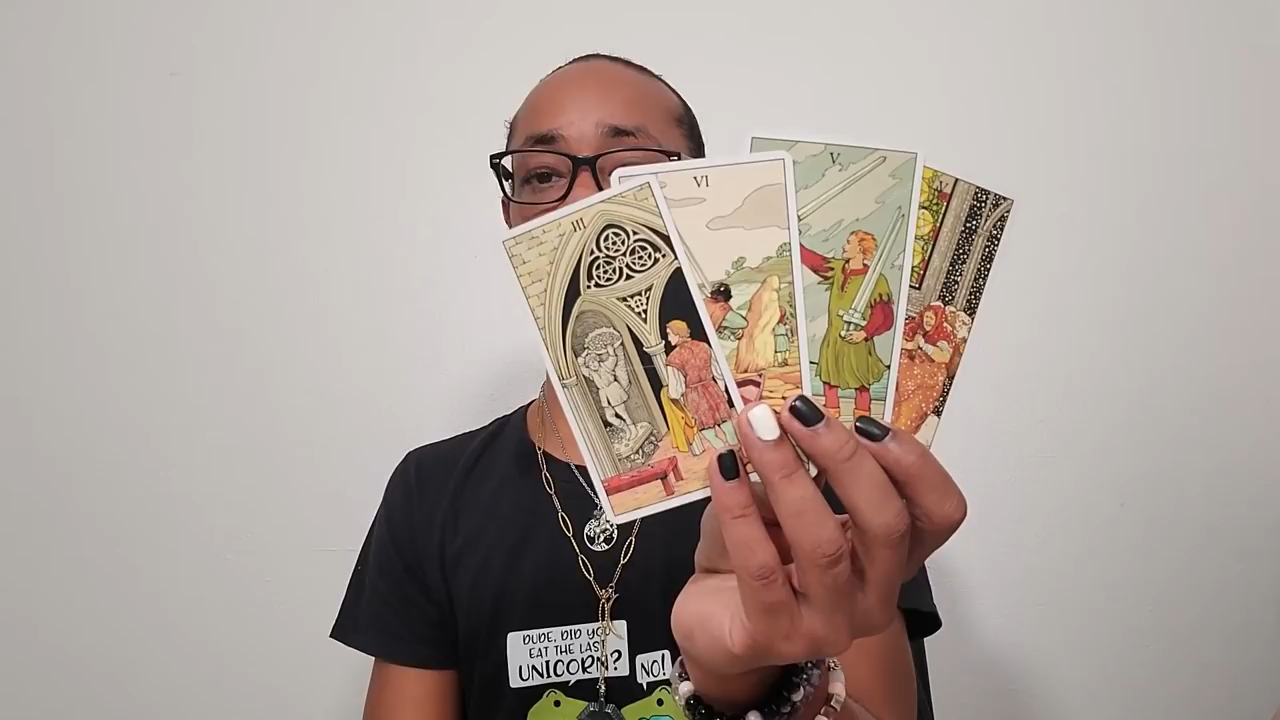 III
VI
V
V
DUDE, DID YOU
EAT THE LAST
UNICORN?
NO!